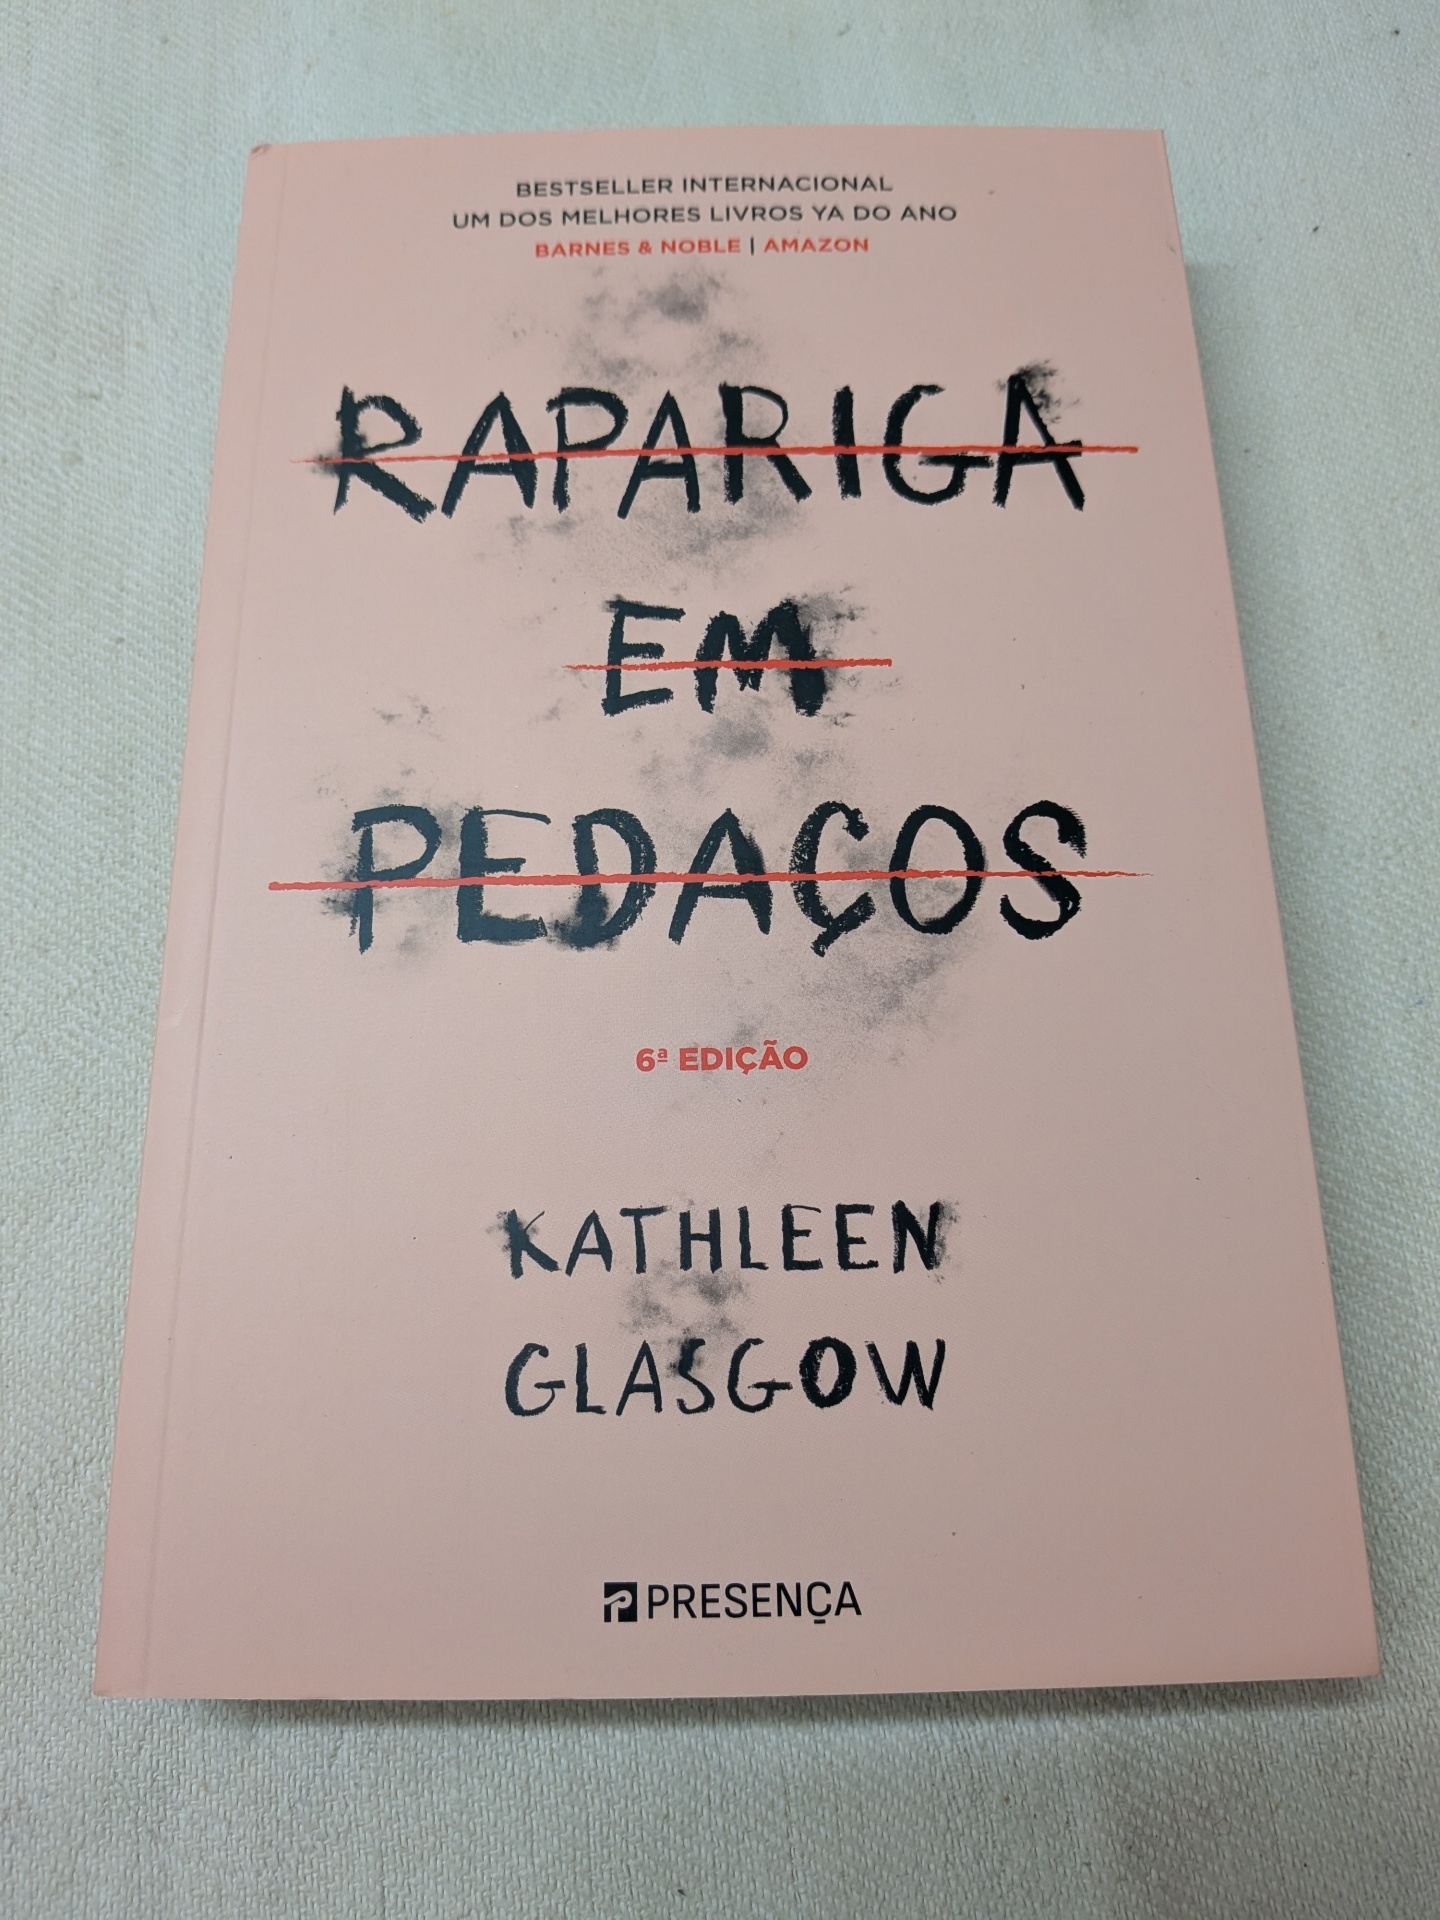 BESTSELLER INTERNACIONAL
UM DOS MELHORES LIVROS YA DO ANO
BARNES & NOBLE | AMAZON
RAPARIGA
EM
PEDAÇOS
6ª EDIÇÃO
KATHLEEN
GLASGOW
PRESENÇA